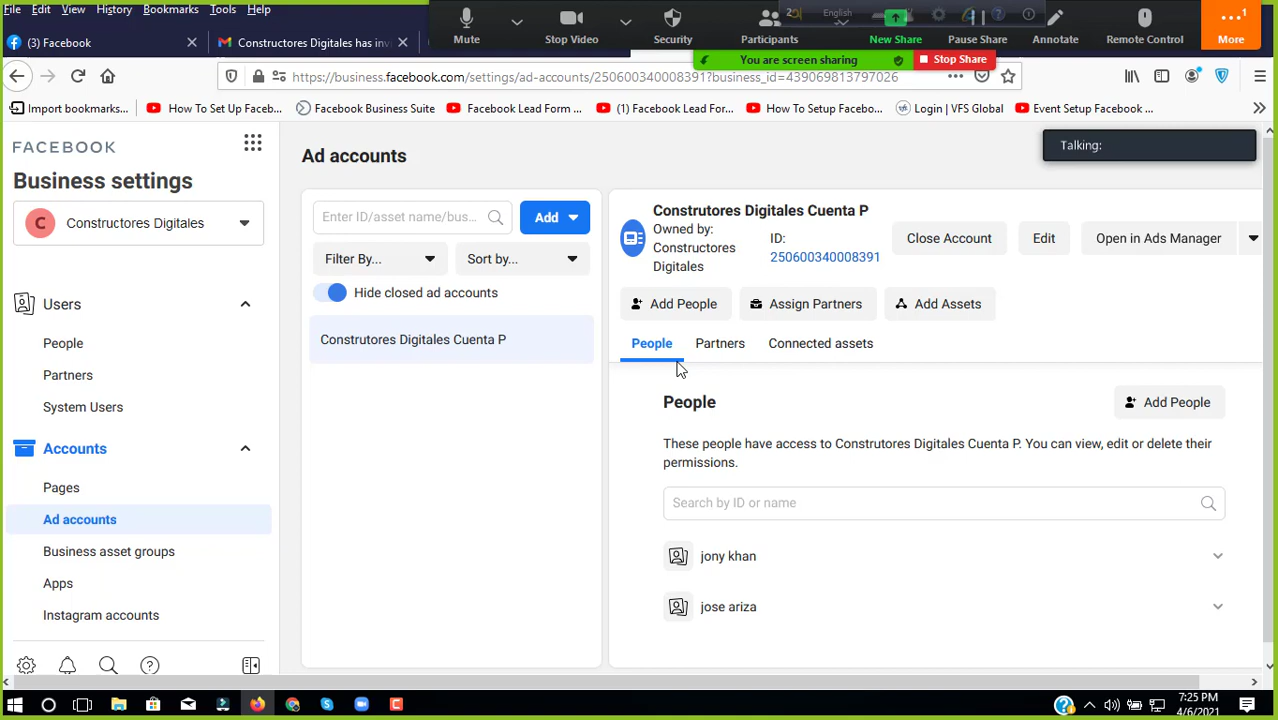 File Edit View History Bookmarks Tools Help
English
Mute
Stop Video
Security
Participants 2
New Share
Pause Share
Annotate
Remote Control
More 1
(3) Facebook
Constructores Digitales has inv
You are screen sharing
Stop Share
https://business.facebook.com/settings/ad-accounts/250600340008391?business_id=439069813797026
Import bookmarks...
How To Set Up Faceb...
Facebook Business Suite
Facebook Lead Form ...
(1) Facebook Lead For...
How To Setup Facebo...
Login | VFS Global
Event Setup Facebook ...
FACEBOOK
Business settings
C Constructores Digitales
Users
People
Partners
System Users
Accounts
Pages
Ad accounts
Business asset groups
Apps
Instagram accounts
Ad accounts
Talking:
Enter ID/asset name/bus...
Add
Filter By...
Sort by...
Hide closed ad accounts
Construtores Digitales Cuenta P
Construtores Digitales Cuenta P
Owned by:
Constructores
Digitales
ID:
250600340008391
Close Account
Edit
Open in Ads Manager
Add People
Assign Partners
Add Assets
People
Partners
Connected assets
People
Add People
These people have access to Construtores Digitales Cuenta P. You can view, edit or delete their
permissions.
Search by ID or name
jony khan
jose ariza
7:25 PM
4/6/2021